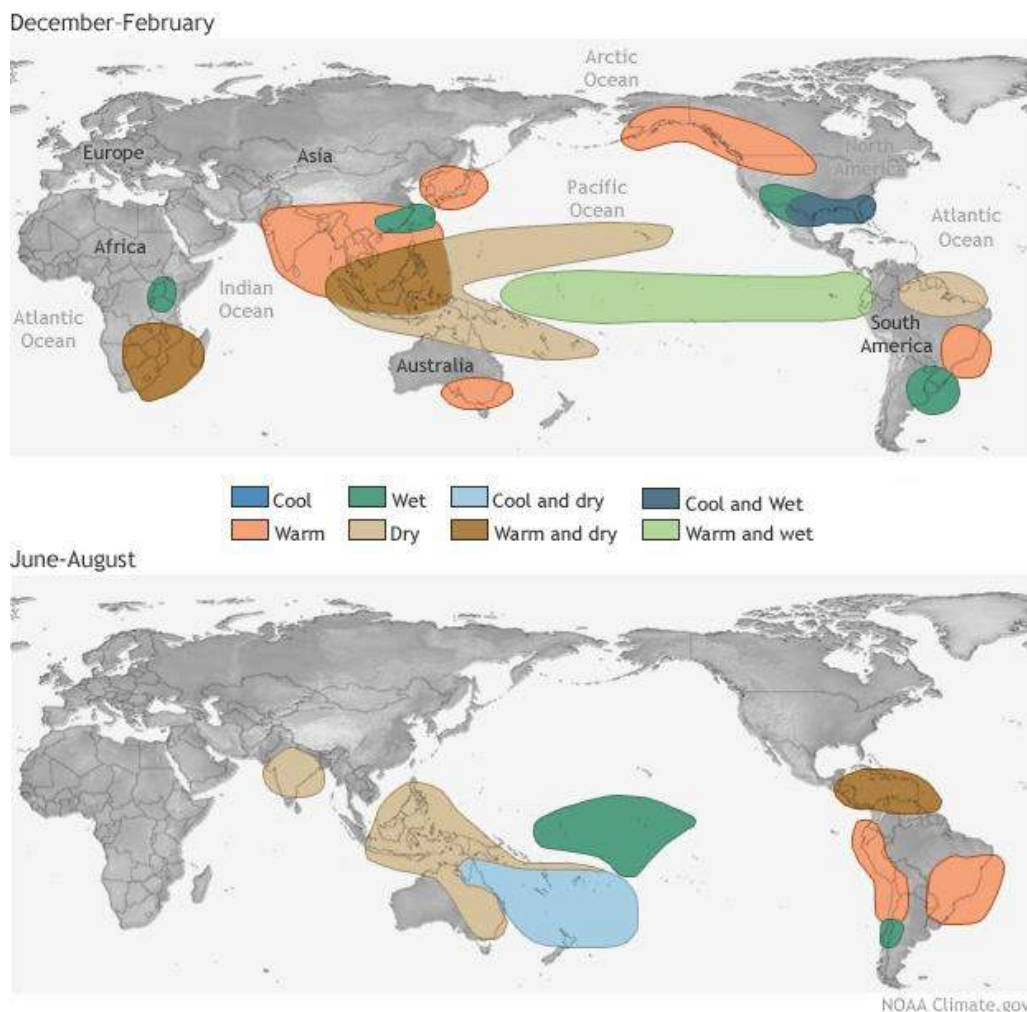 December-February
Arctic
Ocean
Europe
Asia
North
America
Pacific
Ocean
Atlantic
Ocean
Africa
Indian
Ocean
Atlantic
Ocean
South
America
Australia
Cool
Wet
Cool and dry
Cool and Wet
Warm
Dry
Warm and dry
Warm and wet
June-August
NOAA Climate.gov